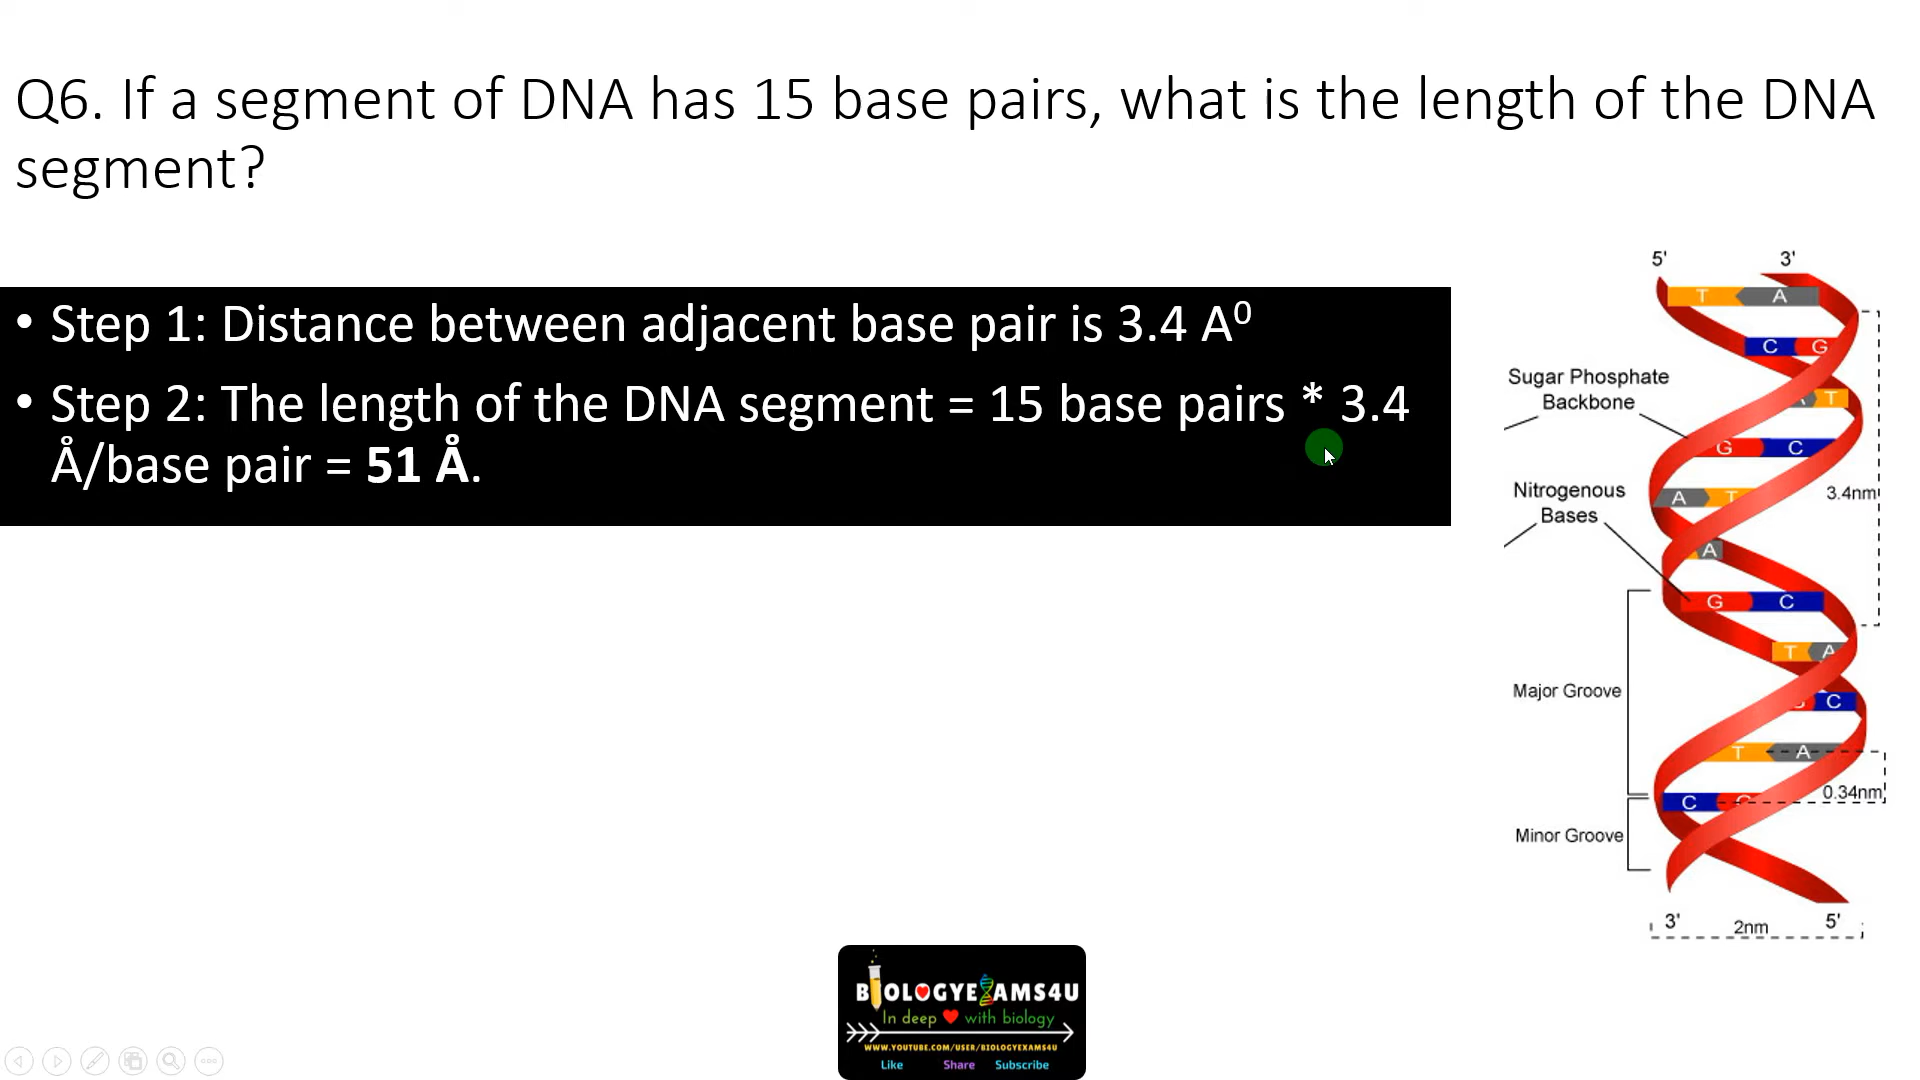 Q6. If a segment of DNA has 15 base pairs, what is the length of the DNA
segment?
• Step 1: Distance between adjacent base pair is 3.4 A⁰
• Step 2: The length of the DNA segment = 15 base pairs * 3.4
Å/base pair = 51 Å.
5' 3'
T A
C G
Sugar Phosphate
Backbone
A T
G C
Nitrogenous
Bases
A T
3.4nm
A
G C
T A
Major Groove
C
T A
0.34nm
C G
Minor Groove
3' 2nm 5'
BIOLOGYEXAMS4U
In deep ❤ with biology
WWW.YOUTUBE.COM/USER/BIOLOGYEXAMS4U
Like Share Subscribe